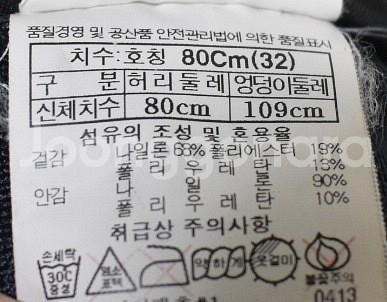 품질경영 및 공산품 안전관리법에 의한 품질표시
치수:호칭 80Cm(32)
구 분 허리둘레 엉덩이둘레
신체치수 80cm 109cm
섬유의 조성 및 혼용율
겉감 나일론 68% 폴리에스터 19%
폴리우레탄 13%
안감 나일론 90%
폴리우레탄 10%
취급상 주의사항
손세탁
30C
중성
염소
표백
약하게
옷걸이
불꽃주의
0413